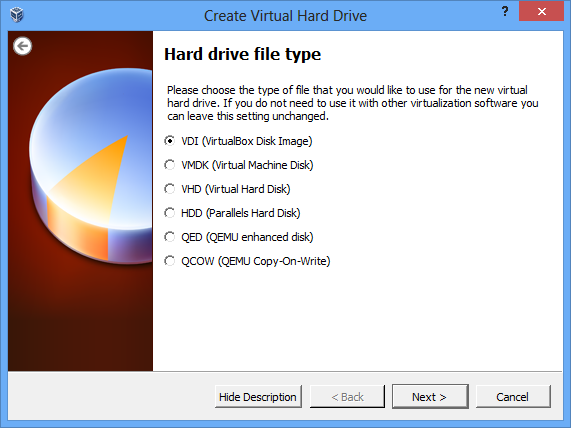 Create Virtual Hard Drive
?
Hard drive file type
Please choose the type of file that you would like to use for the new virtual
hard drive. If you do not need to use it with other virtualization software you
can leave this setting unchanged.
VDI (VirtualBox Disk Image)
VMDK (Virtual Machine Disk)
VHD (Virtual Hard Disk)
HDD (Parallels Hard Disk)
QED (QEMU enhanced disk)
QCOW (QEMU Copy-On-Write)
Hide Description
< Back
Next >
Cancel